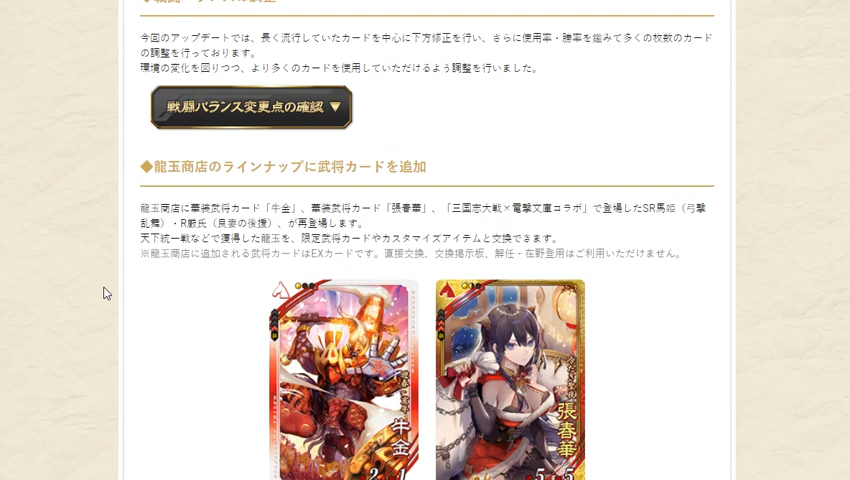 今回のアップデートでは、長く流行していたカードを中心に下方修正を行い、さらに使用率・勝率を鑑みて多くの枚数のカード
の調整を行っております。
環境の変化を図りつつ、より多くのカードを使用していただけるよう調整を行いました。
戦闘バランス変更点の確認 ▼
◆龍玉商店のラインナップに武将カードを追加
龍玉商店に華装武将カード「牛金」、華装武将カード「張春華」、「三国志大戦×電撃文庫コラボ」で登場したSR馬姫（弓撃
乱舞）・R厳氏（良妻の後援）、が再登場します。
天下統一戦などで獲得した龍玉を、限定武将カードやカスタマイズアイテムと交換できます。
※龍玉商店に追加される武将カードはEXカードです。直接交換、交換掲示板、解任・在野登用はご利用いただけません。
牛金
2 1
張春華
5 5